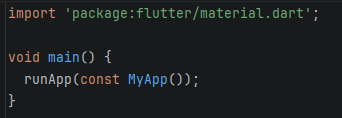 import 'package:flutter/material.dart';
void main() {
  runApp(const MyApp());
}